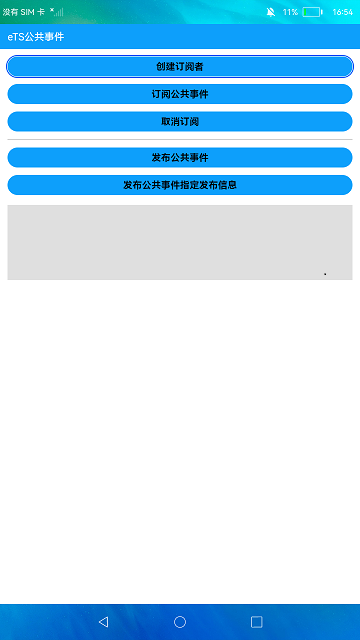 没有 SIM 卡 11% 16:54
eTS公共事件
创建订阅者
订阅公共事件
取消订阅
发布公共事件
发布公共事件指定发布信息